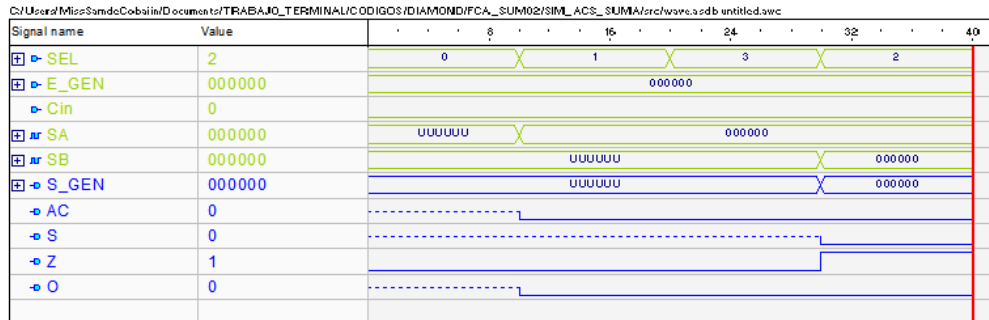 C:/Users/MissSamdeCobaiin/Documents/TRABAJO_TERMINAL/CODIGOS/DIAMOND/FCA_SUM02/SIM_ACS_SUMA/src/wave.asdb:untitled.awc
Signal name Value 8 16 24 32 40
SEL 2 0 1 3 2
E_GEN 000000 000000
Cin 0
SA 000000 UUUUUU 000000
SB 000000 UUUUUU 000000
S_GEN 000000 UUUUUU 000000
AC 0
S 0
Z 1
O 0